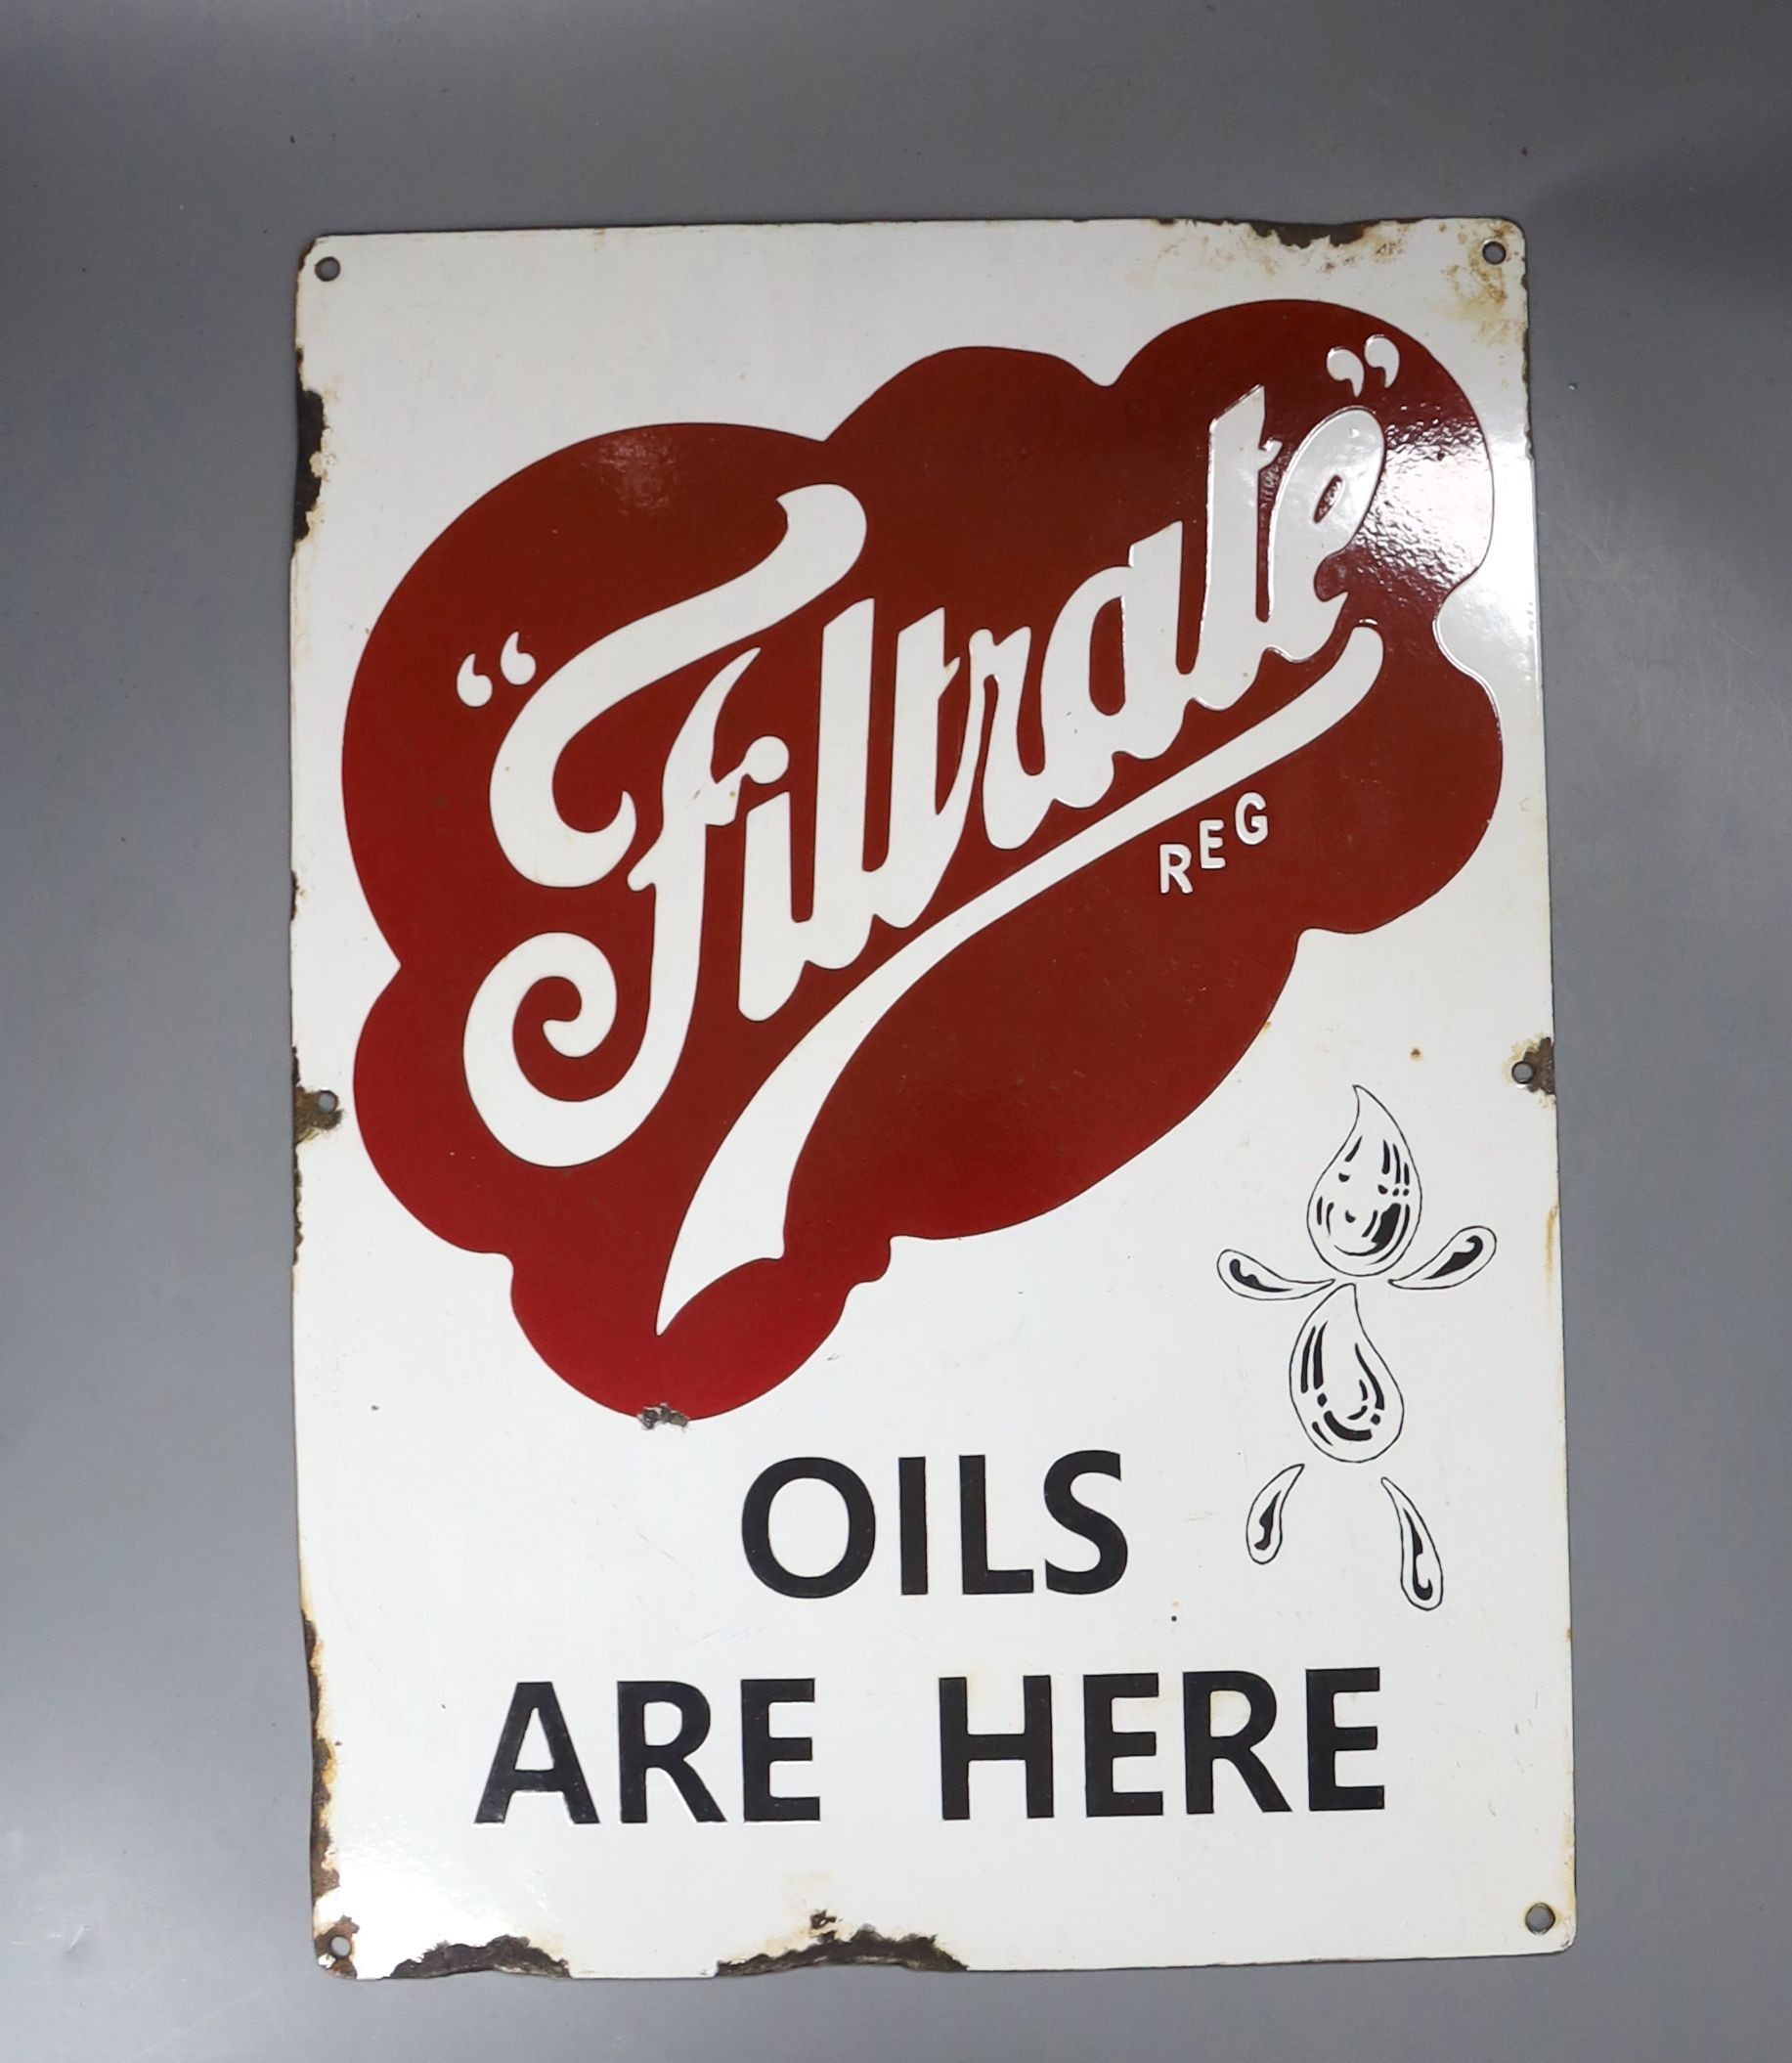 “Filtrate”
REG
OILS
ARE HERE